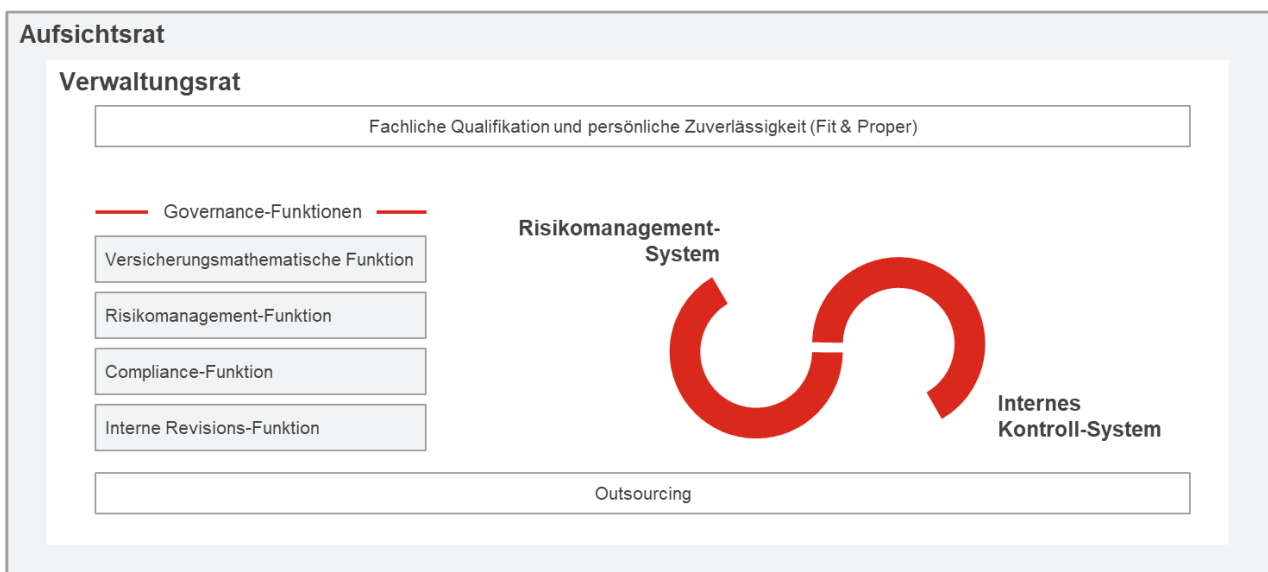 Aufsichtsrat
Verwaltungsrat
Fachliche Qualifikation und persönliche Zuverlässigkeit (Fit & Proper)
Governance-Funktionen
Versicherungsmathematische Funktion
Risikomanagement-Funktion
Compliance-Funktion
Interne Revisions-Funktion
Risikomanagement-
System
Internes
Kontroll-System
Outsourcing